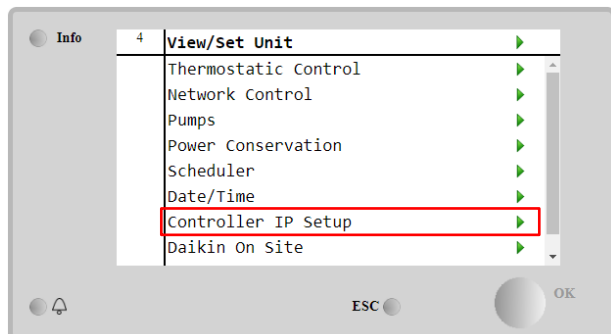 Info
4 View/Set Unit
Thermostatic Control
Network Control
Pumps
Power Conservation
Scheduler
Date/Time
Controller IP Setup
Daikin On Site
ESC
OK